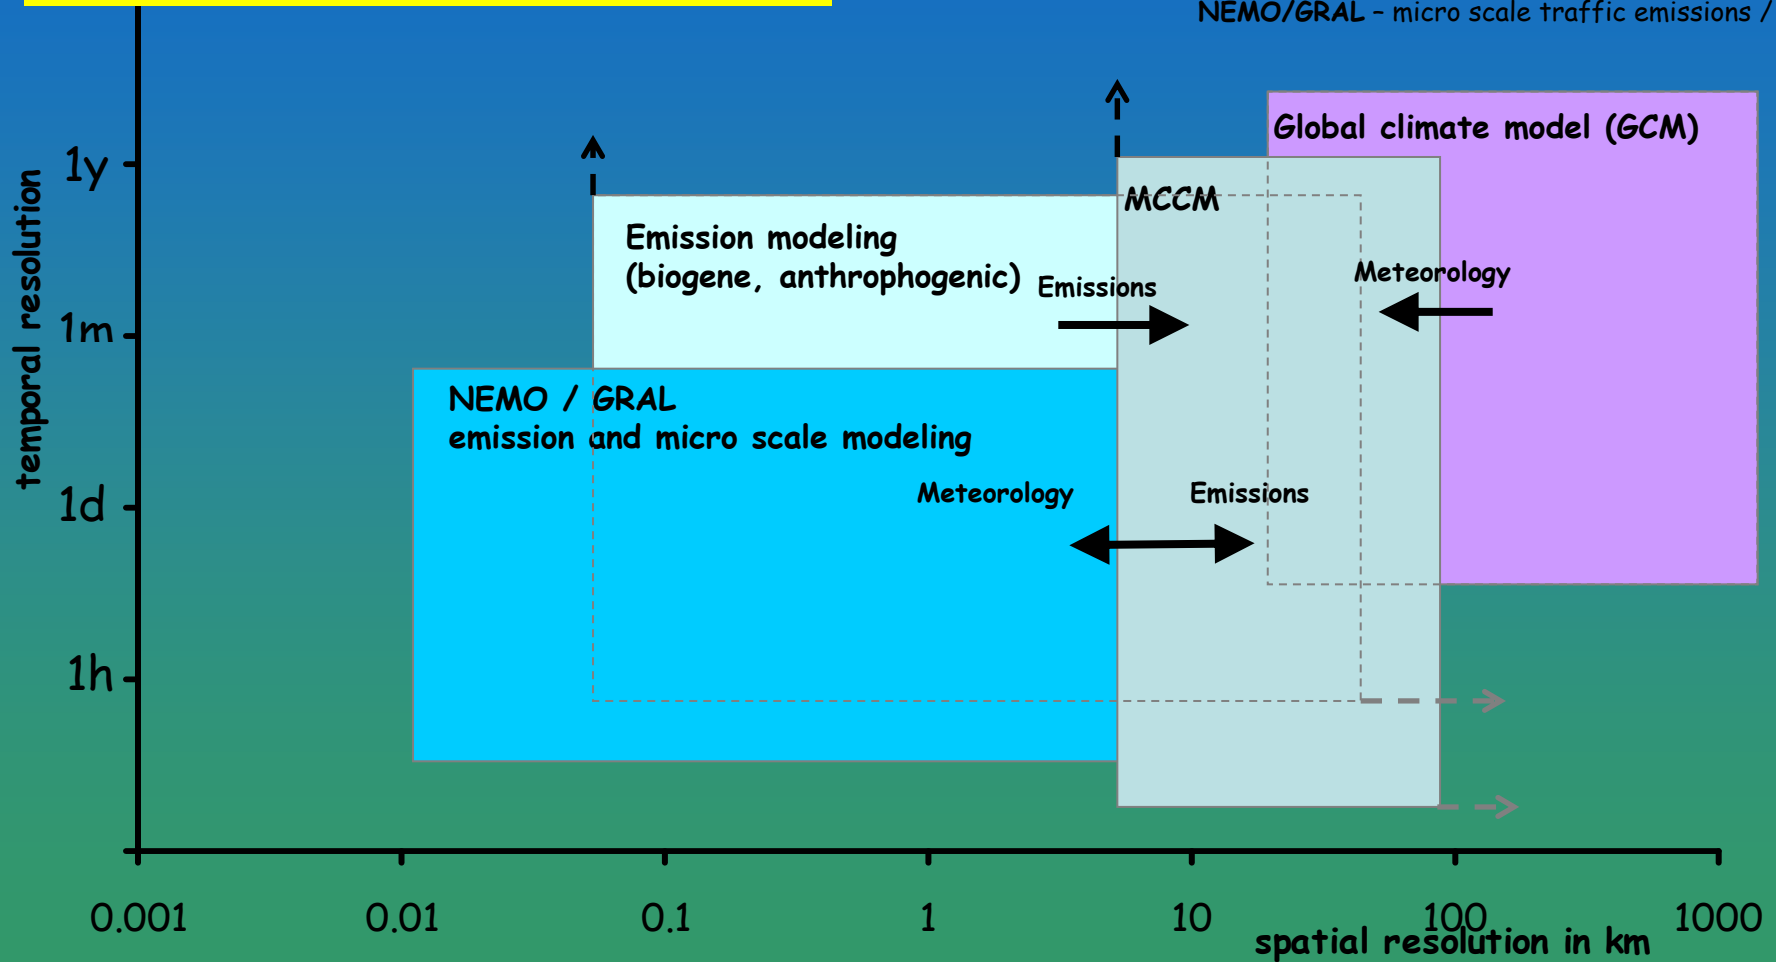 NEMO/GRAL – micro scale traffic emissions /
Global climate model (GCM)
1y
MCCM
temporal resolution
Emission modeling
(biogene, anthrophogenic)
Emissions
Meteorology
1m
NEMO / GRAL
emission and micro scale modeling
1d
Meteorology
Emissions
1h
0.001
0.01
0.1
1
10
100
1000
spatial resolution in km